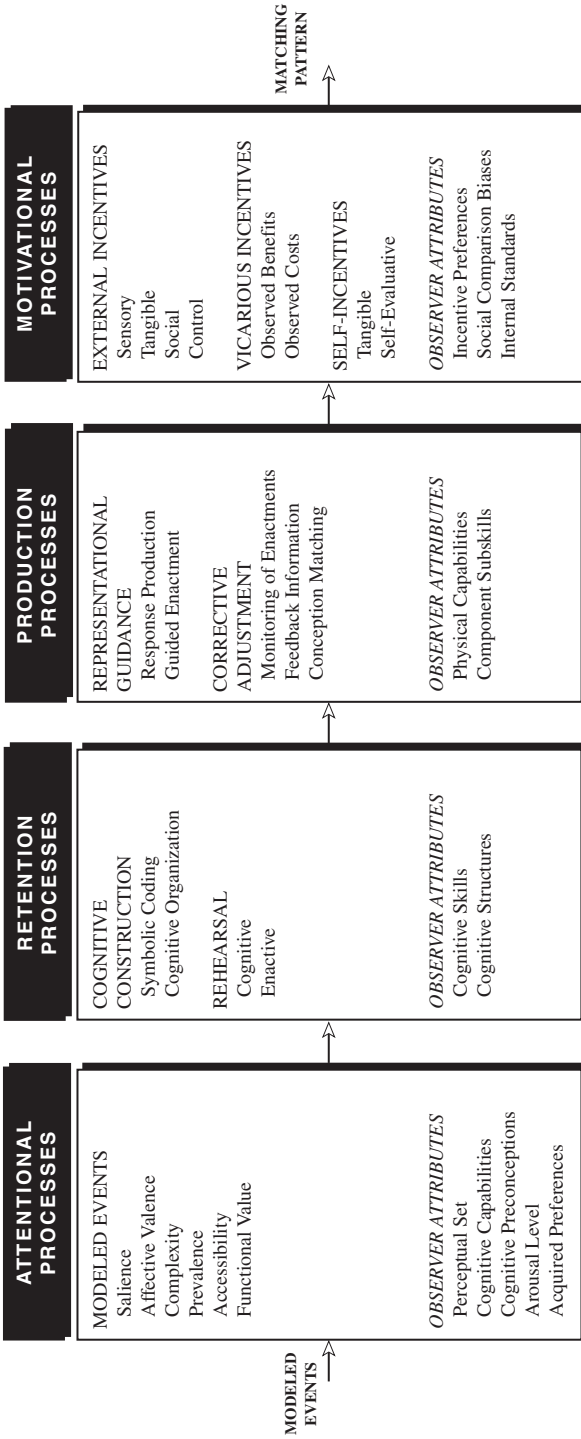 MODELED
EVENTS
ATTENTIONAL
PROCESSES
MODELED EVENTS
Salience
Affective Valence
Complexity
Prevalence
Accessibility
Functional Value
OBSERVER ATTRIBUTES
Perceptual Set
Cognitive Capabilities
Cognitive Preconceptions
Arousal Level
Acquired Preferences
RETENTION
PROCESSES
COGNITIVE
CONSTRUCTION
Symbolic Coding
Cognitive Organization
REHEARSAL
Cognitive
Enactive
OBSERVER ATTRIBUTES
Cognitive Skills
Cognitive Structures
PRODUCTION
PROCESSES
REPRESENTATIONAL
GUIDANCE
Response Production
Guided Enactment
CORRECTIVE
ADJUSTMENT
Monitoring of Enactments
Feedback Information
Conception Matching
OBSERVER ATTRIBUTES
Physical Capabilities
Component Subskills
MOTIVATIONAL
PROCESSES
EXTERNAL INCENTIVES
Sensory
Tangible
Social
Control
VICARIOUS INCENTIVES
Observed Benefits
Observed Costs
SELF-INCENTIVES
Tangible
Self-Evaluative
OBSERVER ATTRIBUTES
Incentive Preferences
Social Comparison Biases
Internal Standards
MATCHING
PATTERN